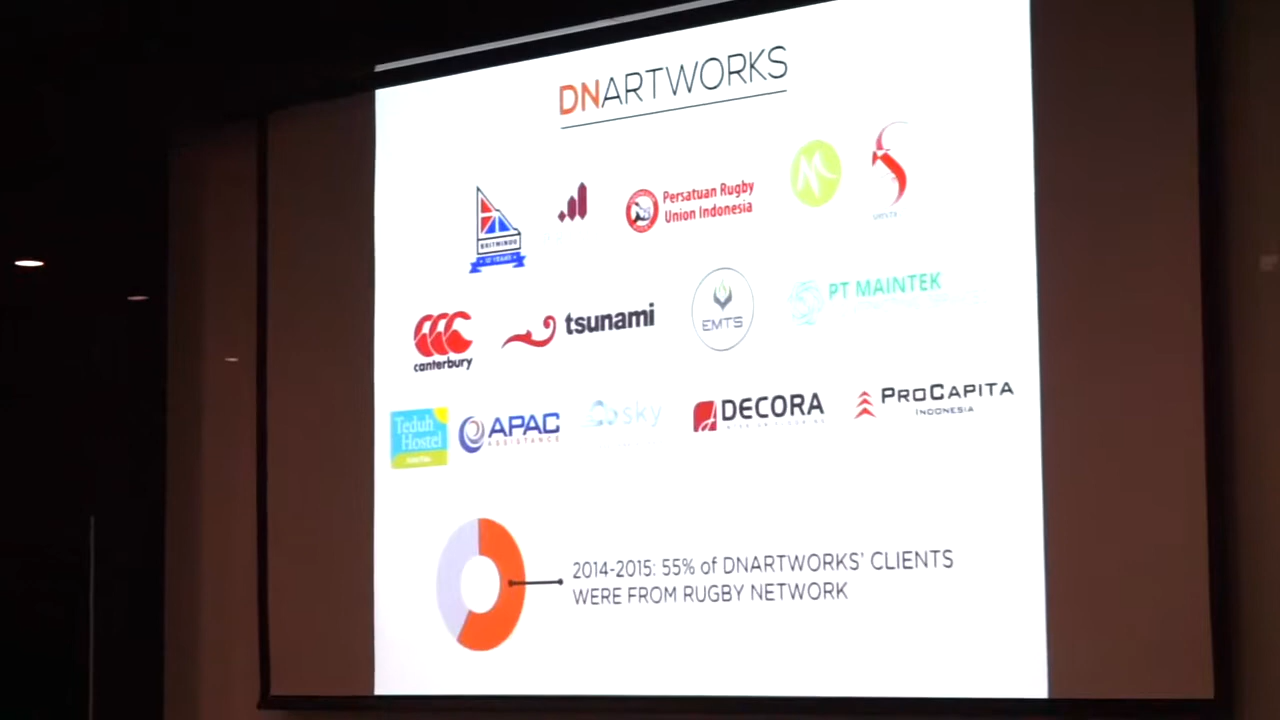 DNARTWORKS
BRITMINDO
10 YEARS
Persatuan Rugby
Union Indonesia
canterbury
tsunami
EMTS
PT MAINTEK
Teduh
Hostel
APAC
ASSISTANCE
sky
DECORA
PROCAPITA
INDONESIA
2014-2015: 55% of DNARTWORKS' CLIENTS
WERE FROM RUGBY NETWORK